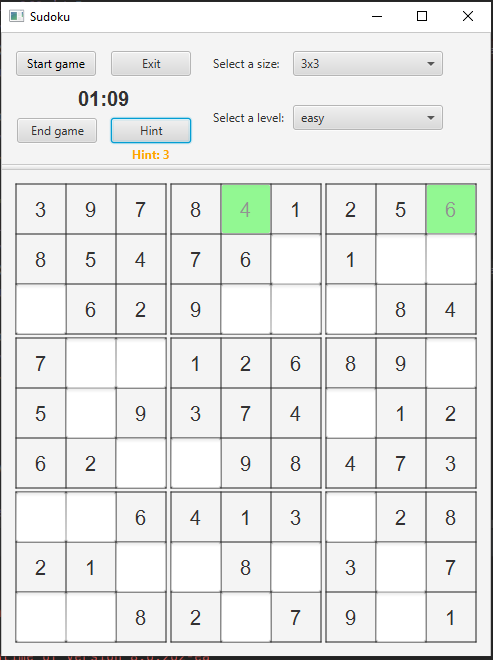 Sudoku
Start game Exit Select a size: 3x3
01:09
End game Hint Select a level: easy
Hint: 3
3 9 7 8 4 1 2 5 6
8 5 4 7 6 1
6 2 9 8 4
7 1 2 6 8 9
5 9 3 7 4 1 2
6 2 9 8 4 7 3
6 4 1 3 2 8
2 1 8 3 7
8 2 7 9 1